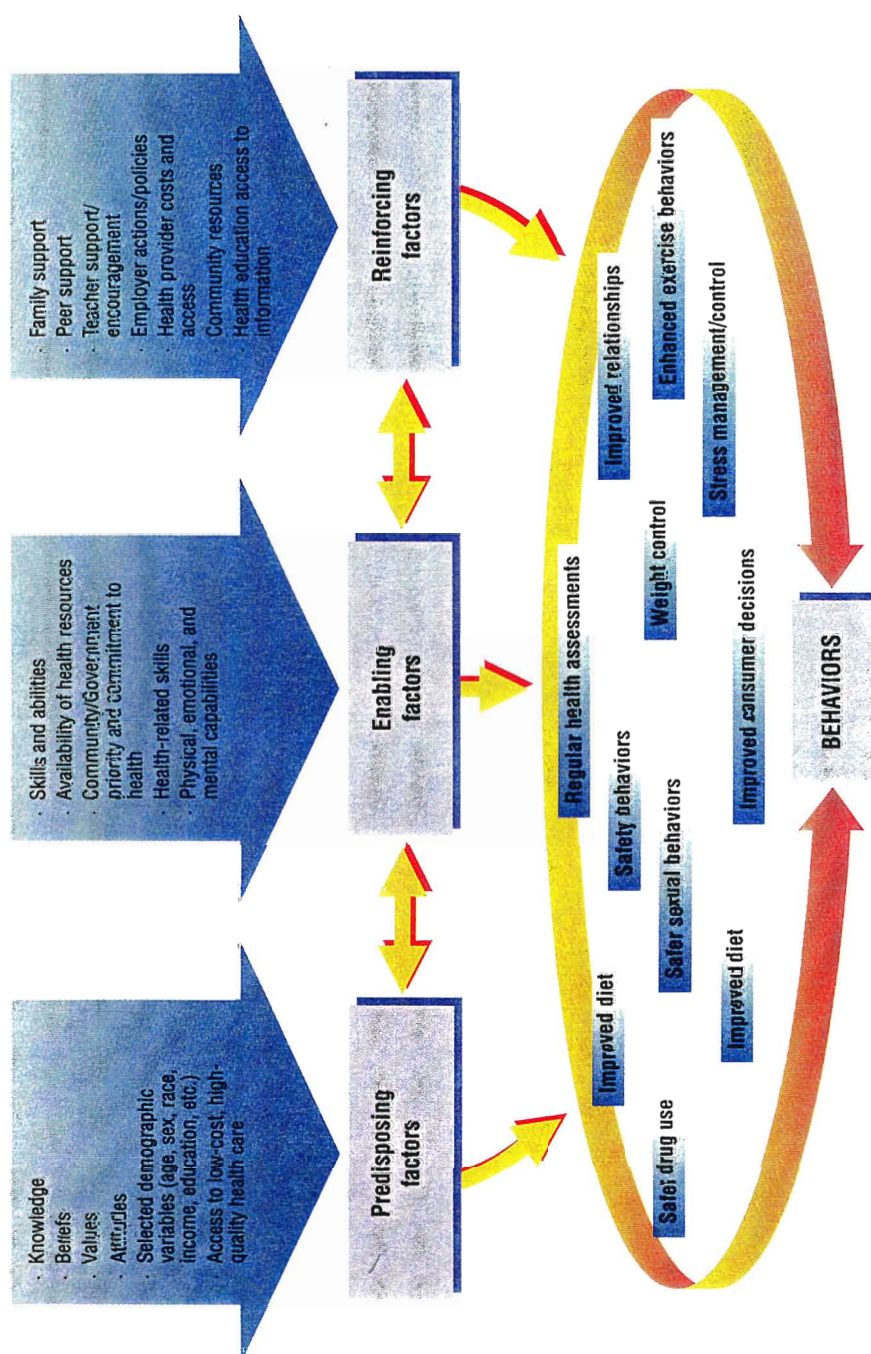 · Knowledge
· Beliefs
· Values
· Attitudes
· Selected demographic
variables (age, sex, race,
income, education, etc.)
· Access to low-cost, high-
quality health care
Predisposing
factors
· Skills and abilities
· Availability of health resources
· Community/Government
priority and commitment to
health
· Health-related skills
· Physical, emotional, and
mental capabilities
Enabling
factors
· Family support
· Peer support
· Teacher support/
encouragement
· Employer actions/policies
· Health provider costs and
access
· Community resources
· Health education access to
information
Reinforcing
factors
Regular health assessments
Improved diet
Safety behaviors
Improved relationships
Safer drug use
Safer sexual behaviors
Weight control
Enhanced exercise behaviors
Improved diet
Improved consumer decisions
Stress management/control
BEHAVIORS